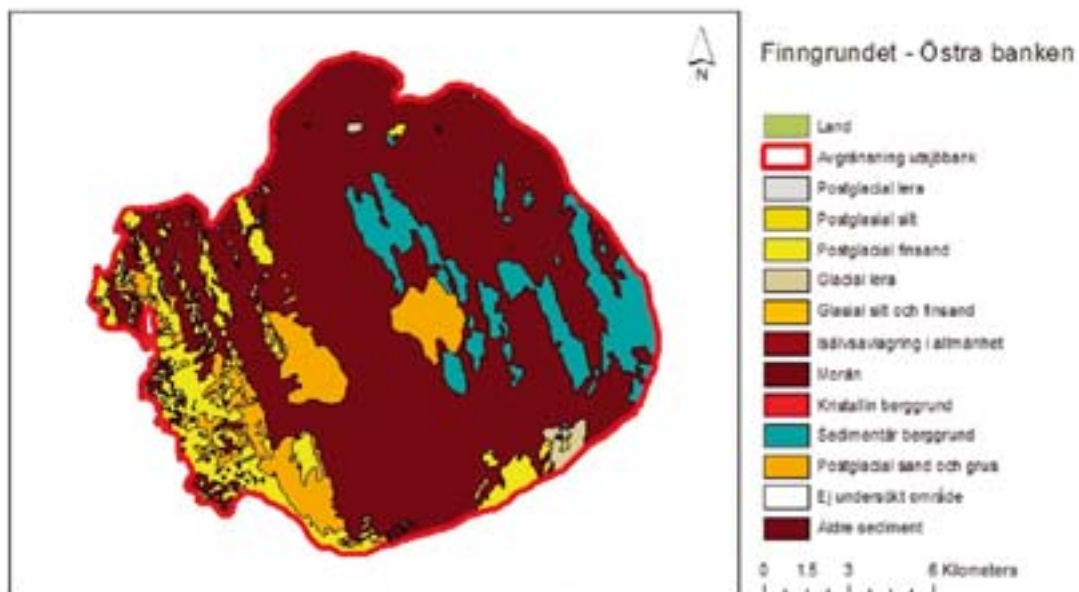 N
Finngrundet - Östra banken
Land
Avgränsning utsjöbank
Postglacial lera
Postglasial silt
Postglacial finsand
Glacial lera
Glasial silt och finsand
Isälvsavlagring i allmänhet
Morän
Kristallin berggrund
Sedimentär berggrund
Postglacial sand och grus
Ej undersökt område
Äldre sediment
0 1.5 3 6 Kilometers